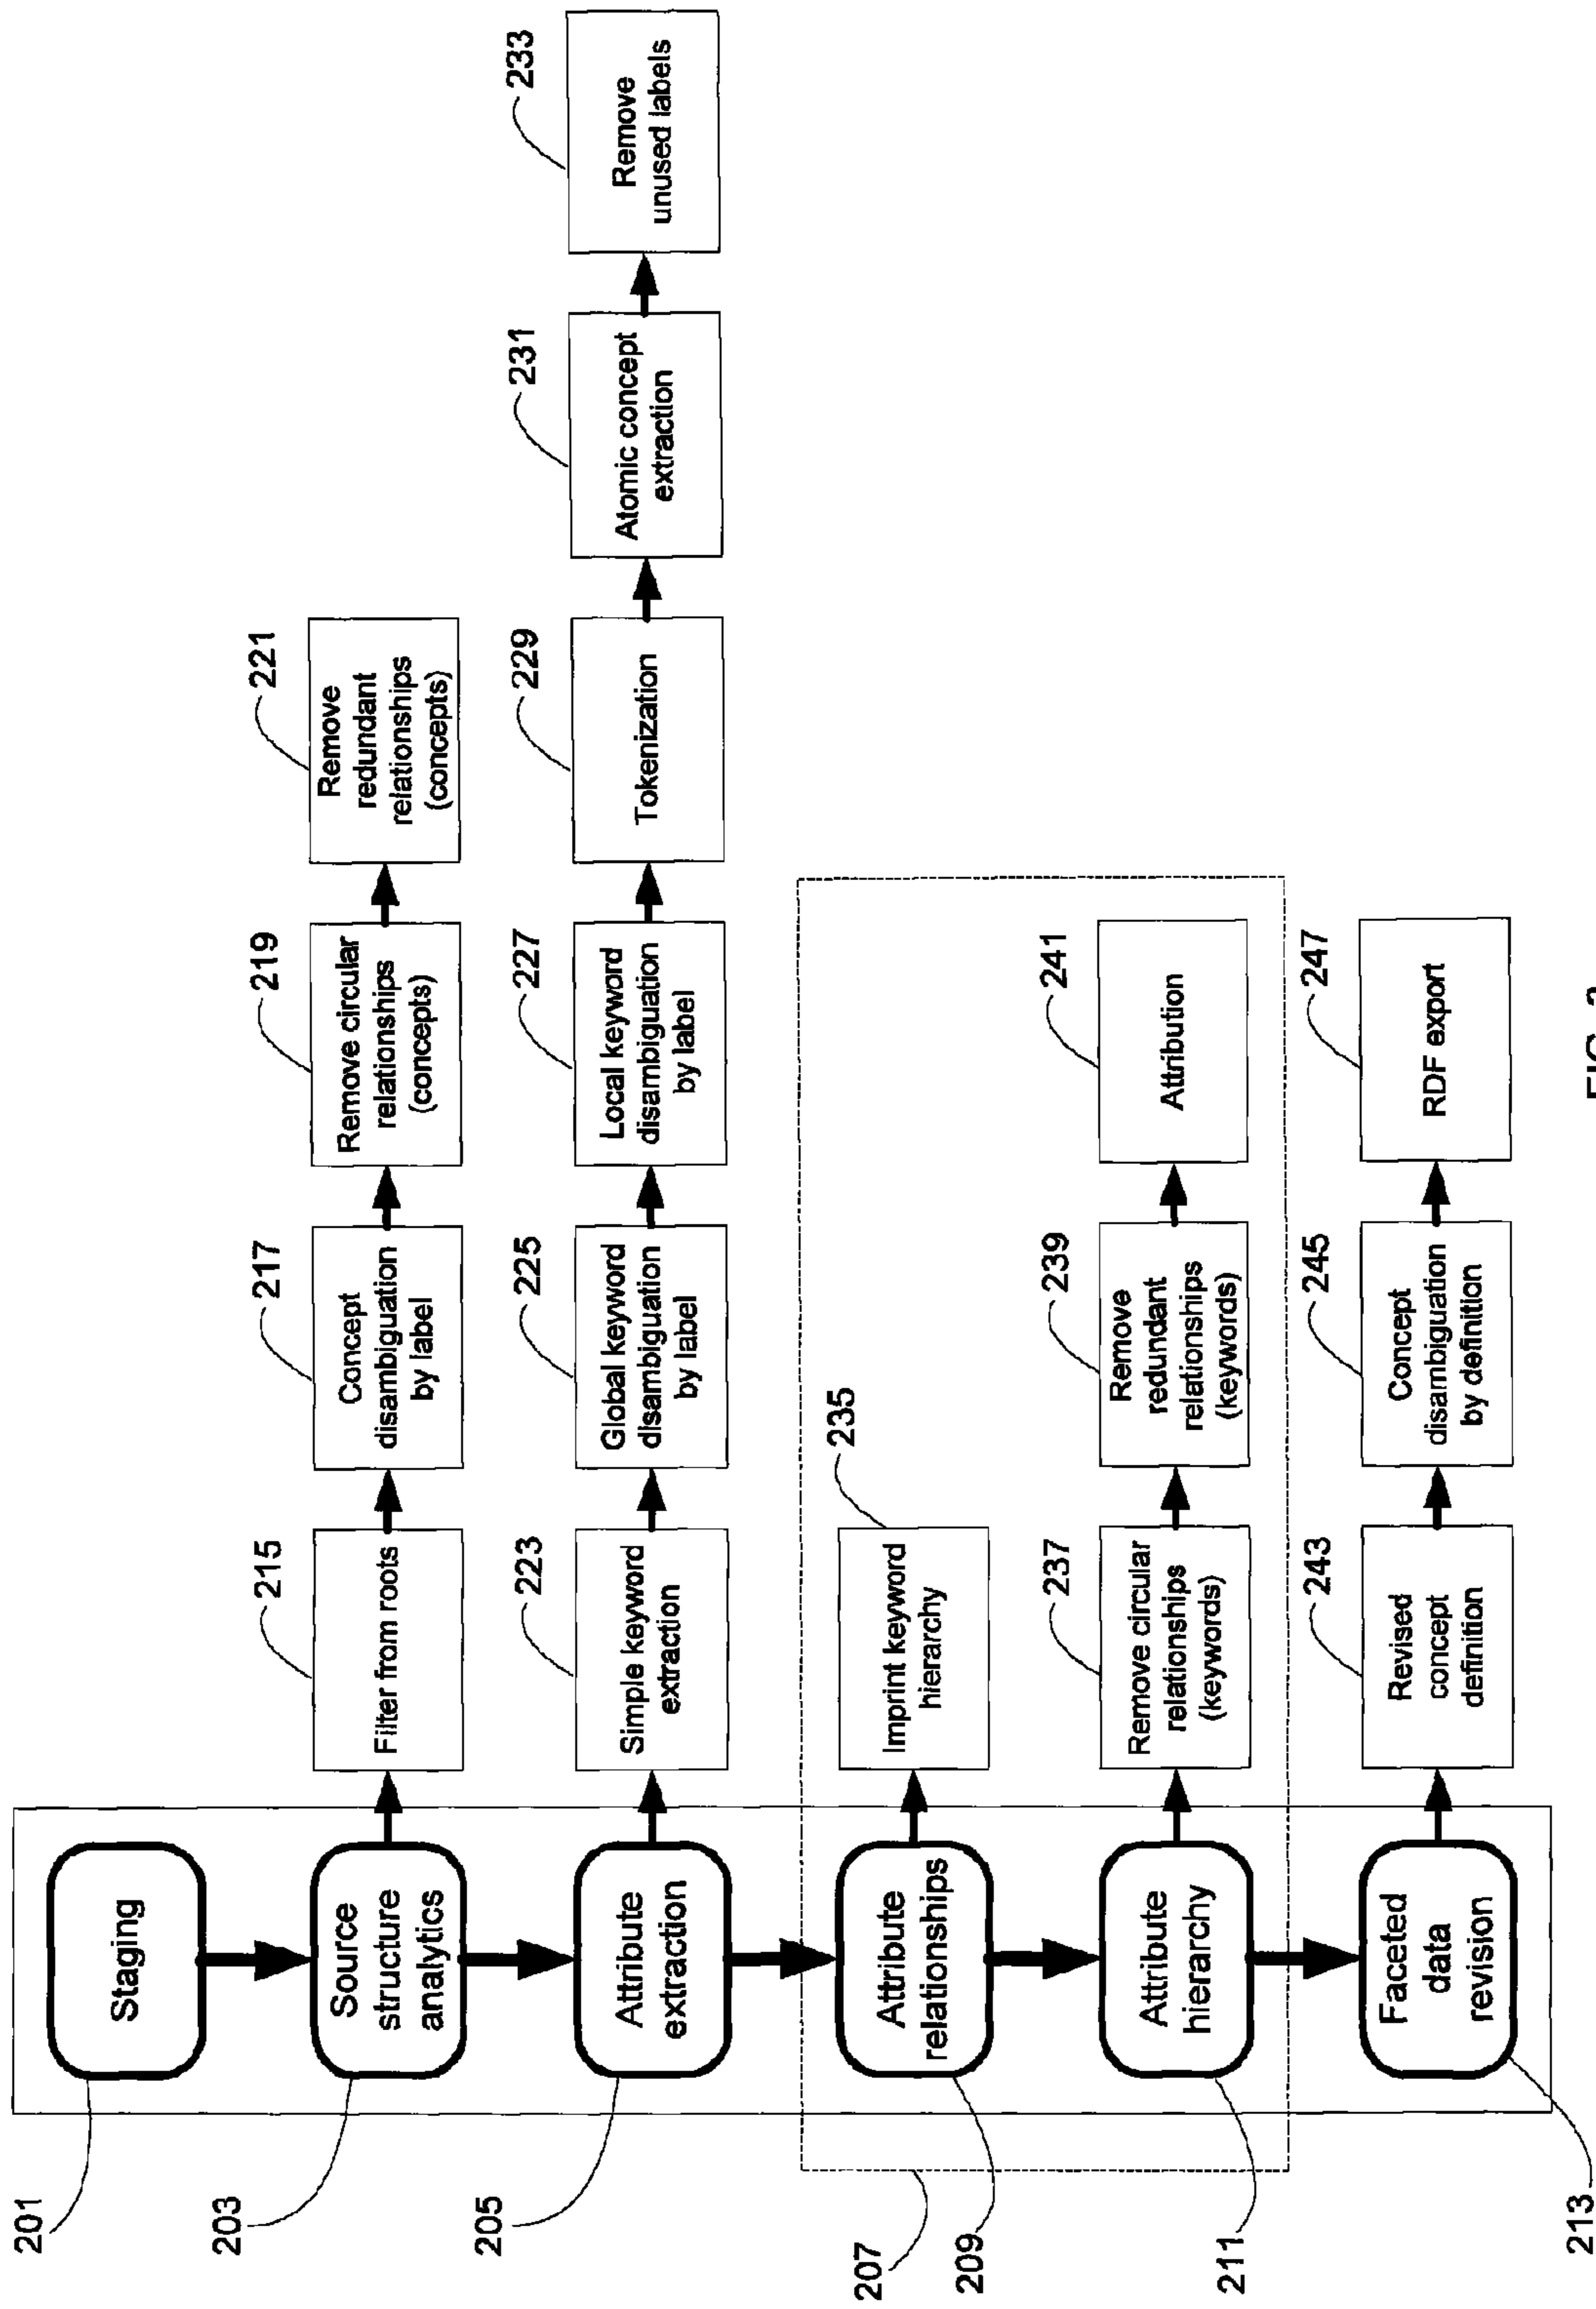 201
Staging
203
Source
structure
analytics
215
Filter from roots
217
Concept
disambiguation
by label
219
Remove circular
relationships
(concepts)
221
Remove
redundant
relationships
(concepts)
205
Attribute
extraction
223
Simple keyword
extraction
225
Global keyword
disambiguation
by label
227
Local keyword
disambiguation
by label
229
Tokenization
231
Atomic concept
extraction
233
Remove
unused labels
207
209
Attribute
relationships
235
Imprint keyword
hierarchy
211
Attribute
hierarchy
237
Remove circular
relationships
(keywords)
239
Remove
redundant
relationships
(keywords)
241
Attribution
213
Faceted
data
revision
243
Revised
concept
definition
245
Concept
disambiguation
by definition
247
RDF export
FIG.